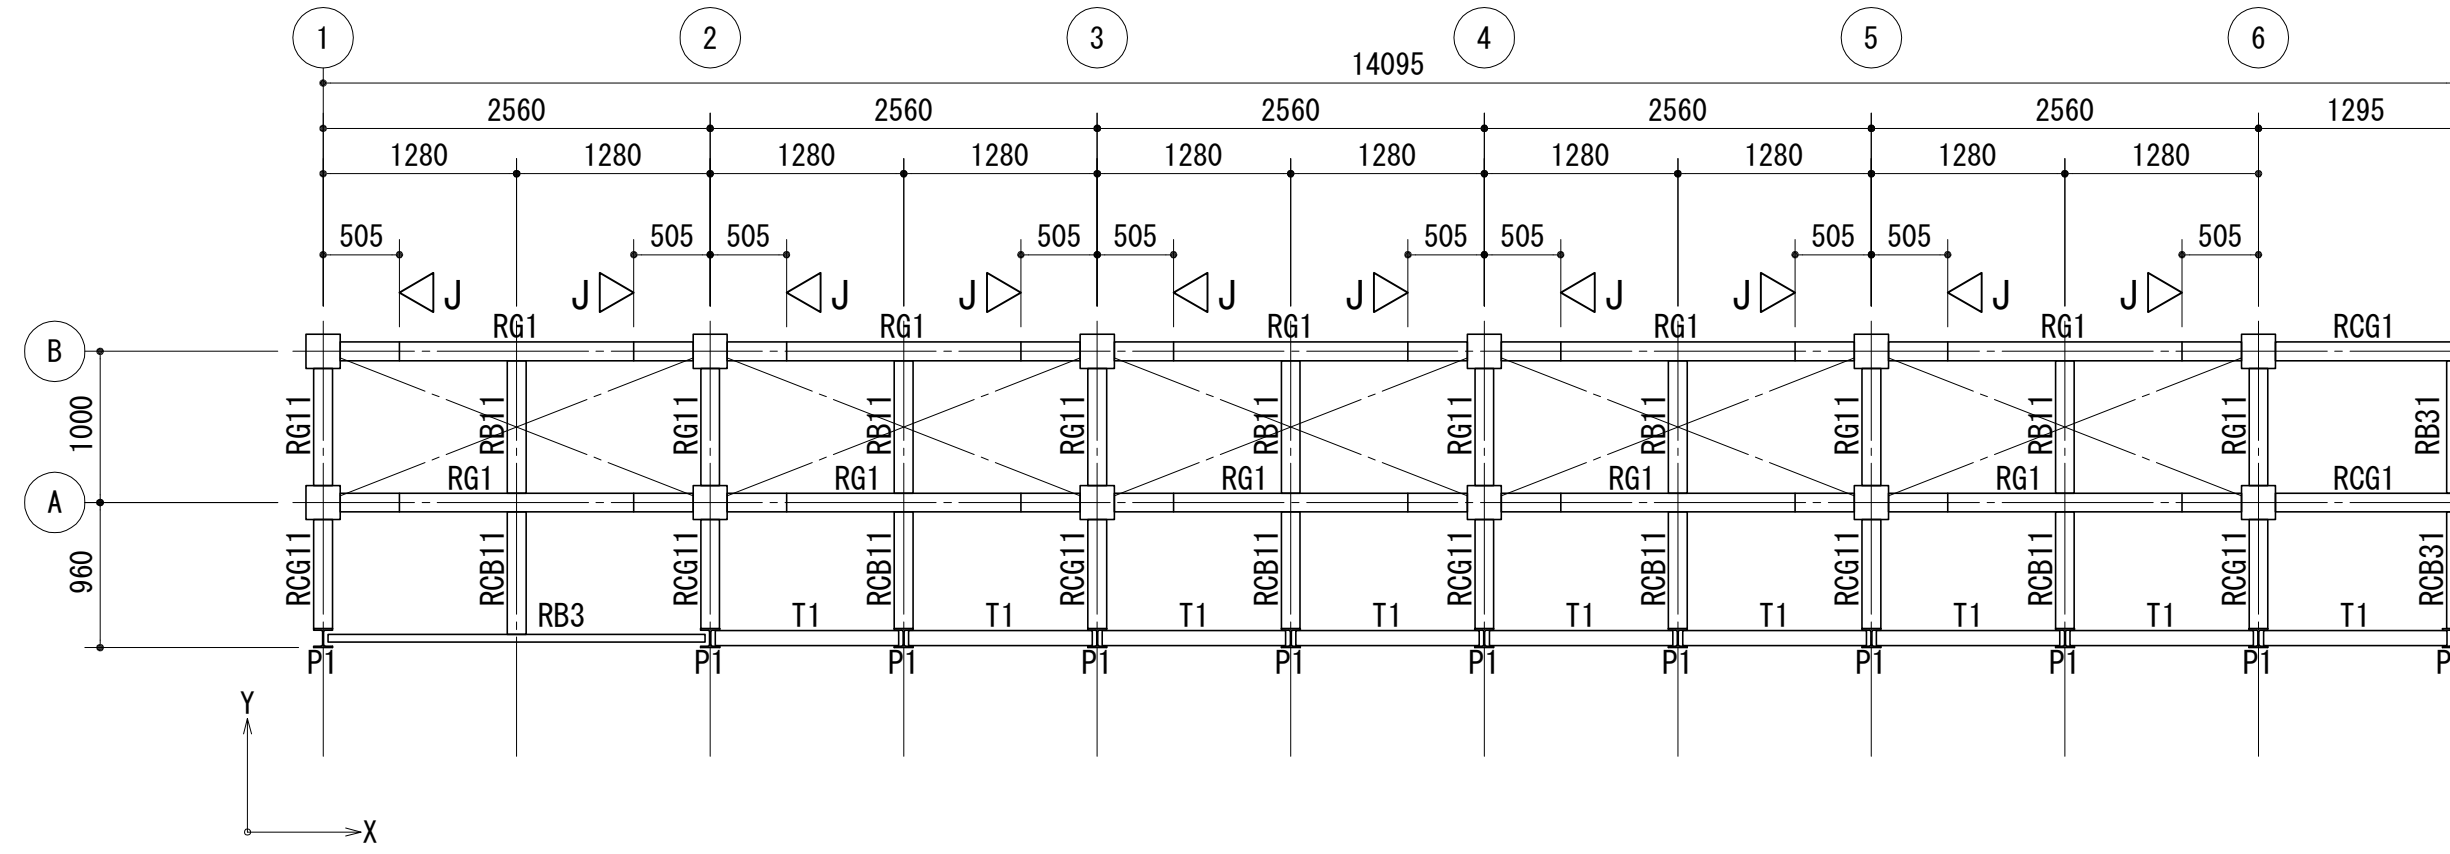 1 2 3 4 5 6
14095
2560 2560 2560 2560 2560 1295
1280 1280 1280 1280 1280 1280 1280 1280 1280 1280
505 505 505 505 505 505 505 505 505 505
J J J J J J J J J J
RG1 RG1 RG1 RG1 RG1 RCG1
B
1000
RG11 RB11 RG11 RB11 RG11 RB11 RG11 RB11 RG11 RB11 RG11 RB31
RG1 RG1 RG1 RG1 RG1 RCG1
A
960
RCG11 RCB11 RCG11 RCB11 RCG11 RCB11 RCG11 RCB11 RCG11 RCB11 RCG11 RCB31
RB3 T1 T1 T1 T1 T1 T1 T1 T1 T1
P1 P1 P1 P1 P1 P1 P1 P1 P1 P1 P
Y
X